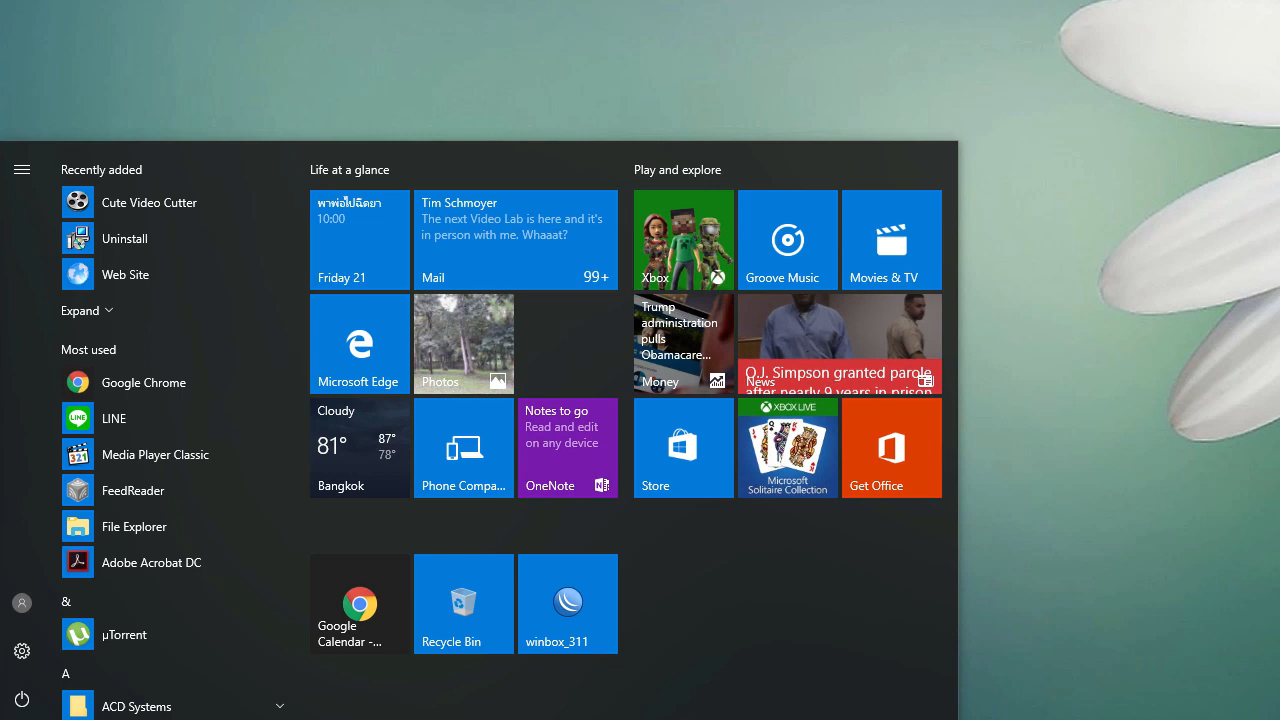 Recently added
Cute Video Cutter
Uninstall
Web Site
Expand
Most used
Google Chrome
LINE
LINE
Media Player Classic
321
FeedReader
File Explorer
Adobe Acrobat DC
&
µTorrent
A
ACD Systems
Life at a glance
พาพ่อไปฉีดยา
10:00
Friday 21
Tim Schmoyer
The next Video Lab is here and it's
in person with me. Whaaat?
Mail
99+
Microsoft Edge
Photos
Cloudy
81°
87°
78°
Bangkok
Phone Compa...
Notes to go
Read and edit
on any device
OneNote
Google
Calendar -...
Recycle Bin
winbox_311
Play and explore
Xbox
Groove Music
Movies & TV
Trump
administration
pulls
Obamacare...
Money
O.J. Simpson granted parole
after nearly 9 years in prison
News
Store
XBOX LIVE
Microsoft
Solitaire Collection
Get Office